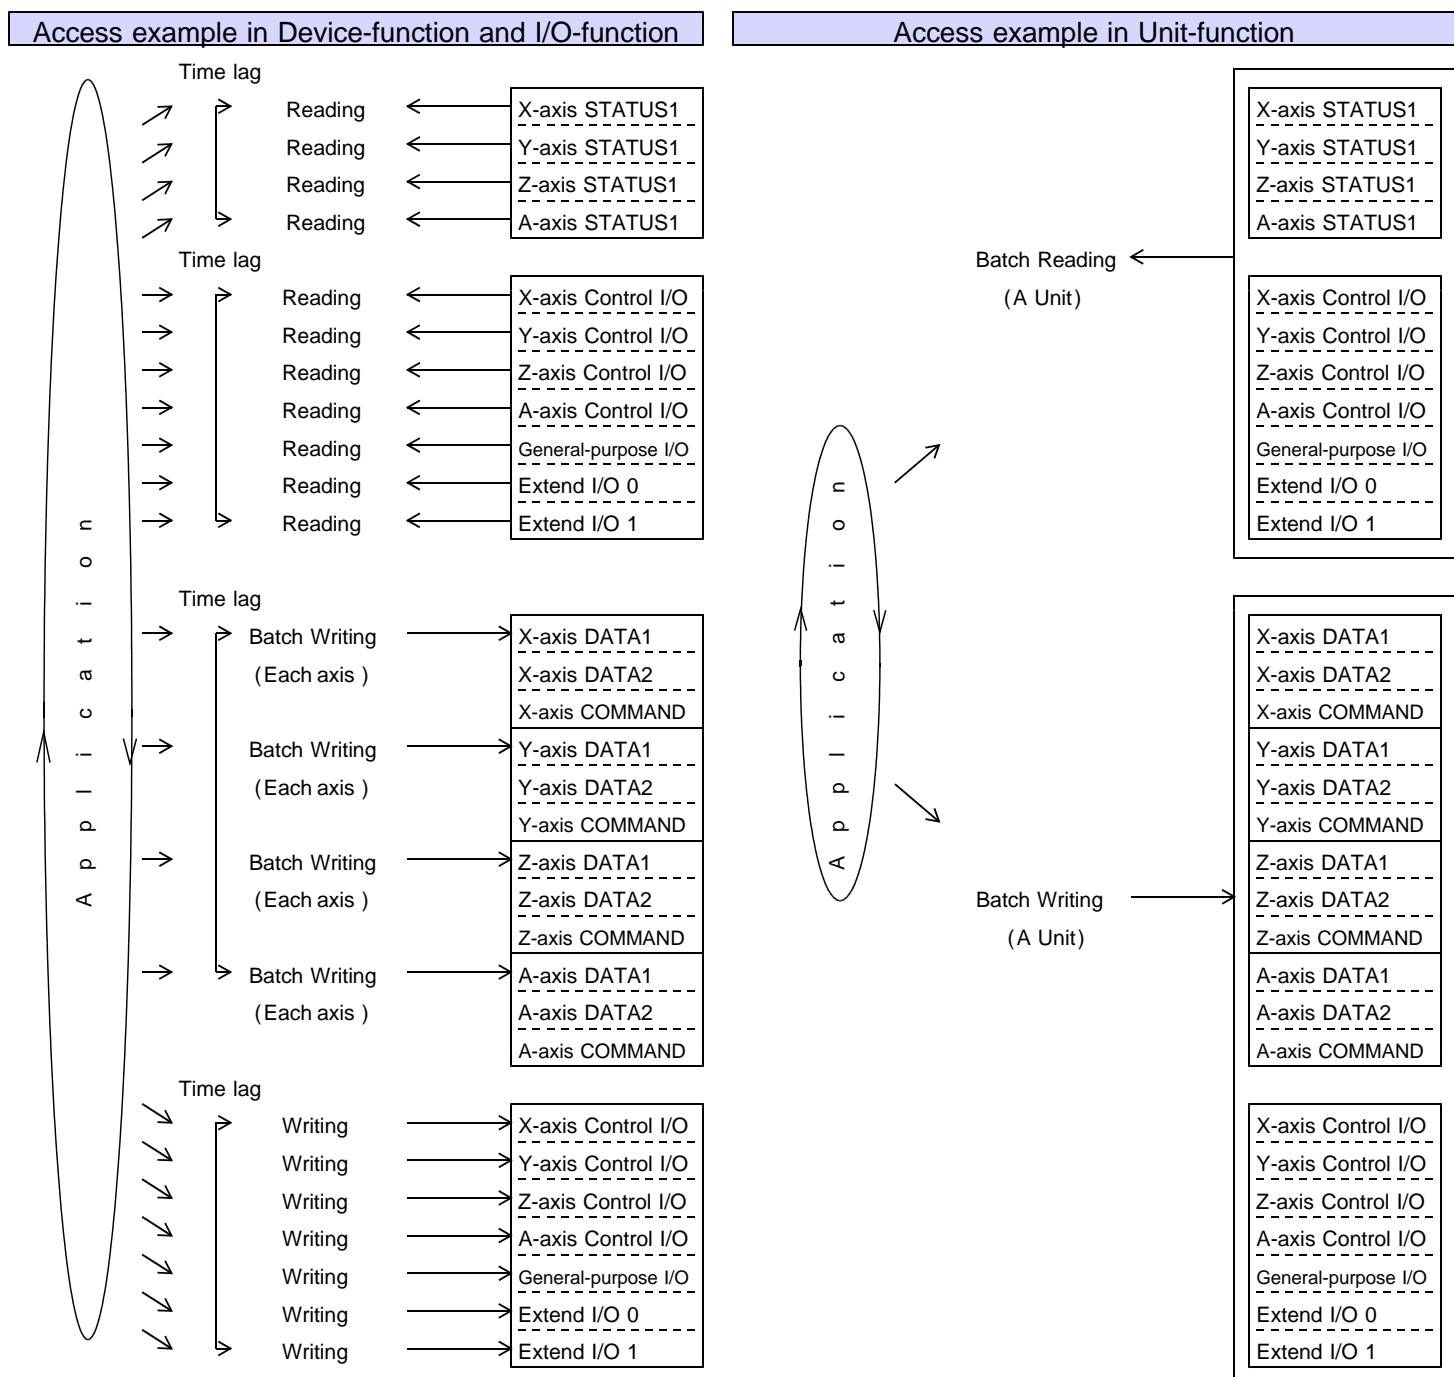 Access example in Device-function and I/O-function
Time lag
Reading
X-axis STATUS1
Reading
Y-axis STATUS1
Reading
Z-axis STATUS1
Reading
A-axis STATUS1
Time lag
Reading
X-axis Control I/O
Reading
Y-axis Control I/O
Reading
Z-axis Control I/O
Reading
A-axis Control I/O
Reading
General-purpose I/O
Reading
Extend I/O 0
Reading
Extend I/O 1
Application
Time lag
Batch Writing
(Each axis )
X-axis DATA1
X-axis DATA2
X-axis COMMAND
Batch Writing
(Each axis )
Y-axis DATA1
Y-axis DATA2
Y-axis COMMAND
Batch Writing
(Each axis )
Z-axis DATA1
Z-axis DATA2
Z-axis COMMAND
Batch Writing
(Each axis )
A-axis DATA1
A-axis DATA2
A-axis COMMAND
Time lag
Writing
X-axis Control I/O
Writing
Y-axis Control I/O
Writing
Z-axis Control I/O
Writing
A-axis Control I/O
Writing
General-purpose I/O
Writing
Extend I/O 0
Writing
Extend I/O 1
Access example in Unit-function
X-axis STATUS1
Y-axis STATUS1
Z-axis STATUS1
A-axis STATUS1
Batch Reading
(A Unit)
X-axis Control I/O
Y-axis Control I/O
Z-axis Control I/O
A-axis Control I/O
General-purpose I/O
Extend I/O 0
Extend I/O 1
Application
X-axis DATA1
X-axis DATA2
X-axis COMMAND
Y-axis DATA1
Y-axis DATA2
Y-axis COMMAND
Z-axis DATA1
Batch Writing
(A Unit)
Z-axis DATA2
Z-axis COMMAND
A-axis DATA1
A-axis DATA2
A-axis COMMAND
X-axis Control I/O
Y-axis Control I/O
Z-axis Control I/O
A-axis Control I/O
General-purpose I/O
Extend I/O 0
Extend I/O 1